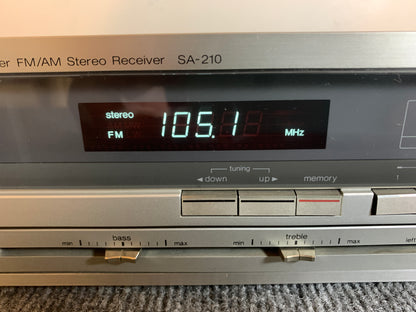 er FM/AM Stereo Receiver SA-210
stereo
FM 105.1 MHz
tuning
◄ down up ► memory
bass treble
min max min max left